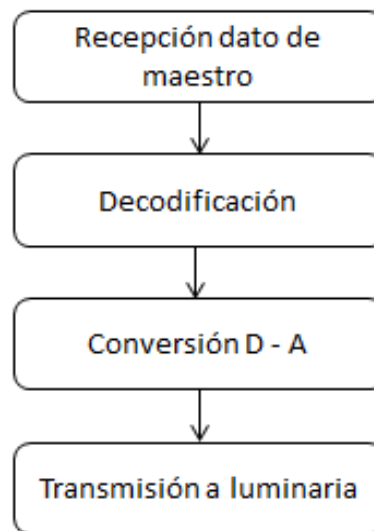 Recepción dato de
maestro
Decodificación
Conversión D - A
Transmisión a luminaria